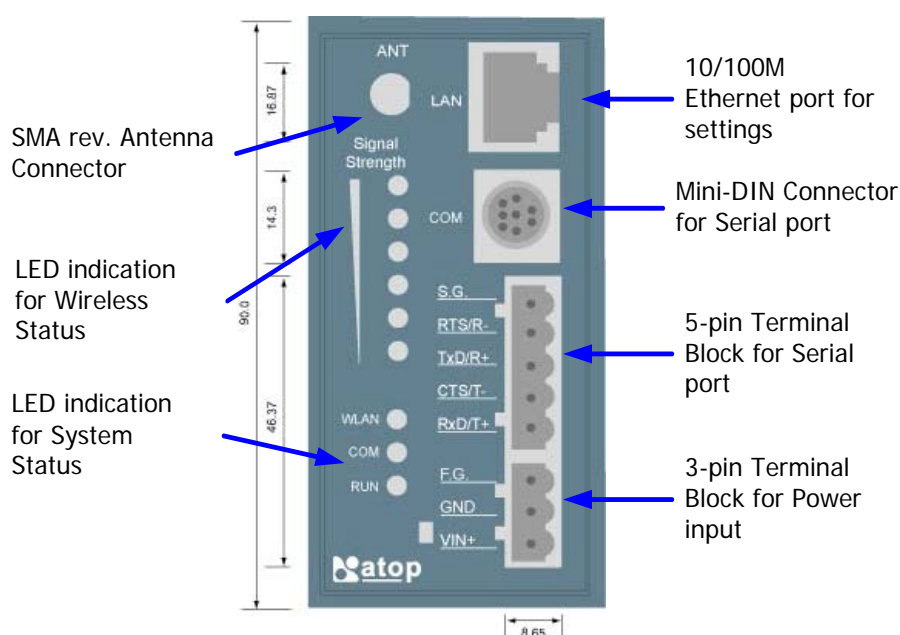 SMA rev. Antenna
Connector
LED indication
for Wireless
Status
LED indication
for System
Status
16.87
14.3
90.0
46.37
ANT
LAN
Signal
Strength
COM
S.G.
RTS/R-
TxD/R+
CTS/T-
RxD/T+
WLAN
COM
RUN
F.G.
GND
VIN+
atop
8.65
10/100M
Ethernet port for
settings
Mini-DIN Connector
for Serial port
5-pin Terminal
Block for Serial
port
3-pin Terminal
Block for Power
input